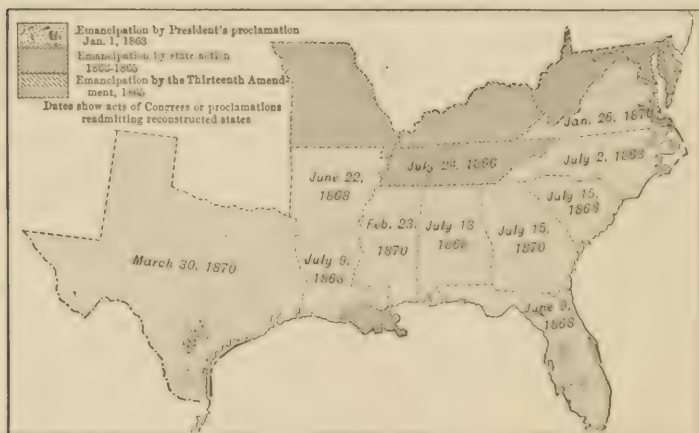 Emancipation by President's proclamation
Jan. 1, 1863
Emancipation by state action
Emancipation by the Thirteenth Amend-
ment,
Dates show acts of Congress or proclamations
readmitting reconstructed states
Jan. 26, 1870
July 24, 1866
July 2, 1868
June 22,
1868
July 15,
1868
Feb. 23,
1870
July 13
July 15,
1870
March 30, 1870
July 9,
1868
June 9,
1868